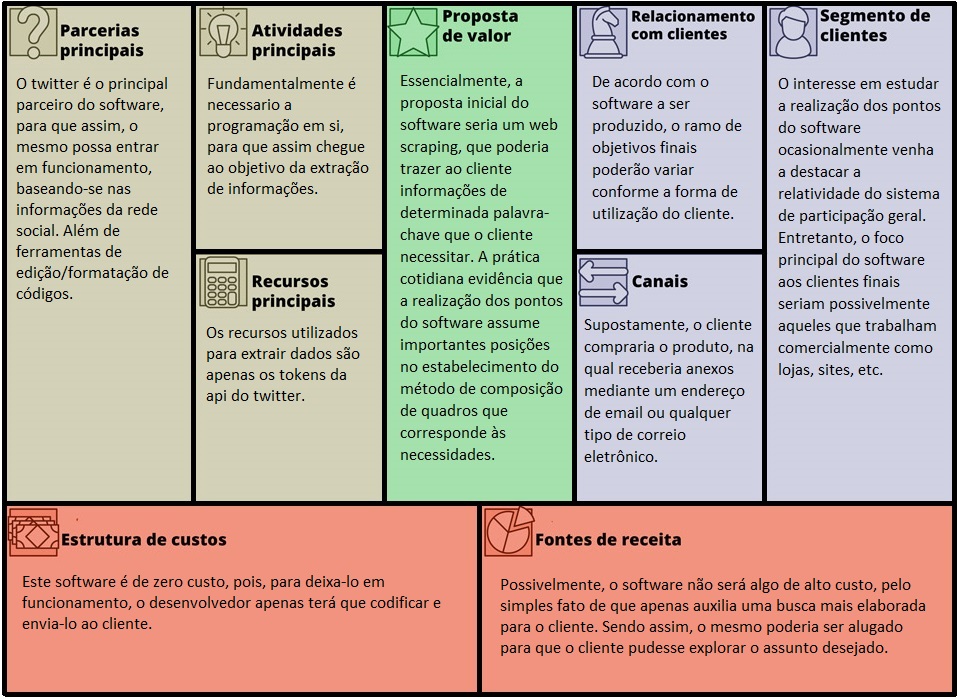 Parcerias
principais
O twitter é o principal
parceiro do software,
para que assim, o
mesmo possa entrar
em funcionamento,
baseando-se nas
informações da rede
social. Além de
ferramentas de
edição/formatação de
códigos.
Atividades
principais
Fundamentalmente é
necessario a
programação em si,
para que assim chegue
ao objetivo da extração
de informações.
Recursos
principais
Os recursos utilizados
para extrair dados são
apenas os tokens da
api do twitter.
Proposta
de valor
Essencialmente, a
proposta inicial do
software seria um web
scraping, que poderia
trazer ao cliente
informações de
determinada palavra-
chave que o cliente
necessitar. A prática
cotidiana evidência que
a realização dos pontos
do software assume
importantes posições
no estabelecimento do
método de composição
de quadros que
corresponde às
necessidades.
Relacionamento
com clientes
De acordo com o
software a ser
produzido, o ramo de
objetivos finais
poderão variar
conforme a forma de
utilização do cliente.
Canais
Supostamente, o cliente
compraria o produto, na
qual receberia anexos
mediante um endereço
de email ou qualquer
tipo de correio
eletrônico.
Segmento de
clientes
O interesse em estudar
a realização dos pontos
do software
ocasionalmente venha
a destacar a
relatividade do sistema
de participação geral.
Entretanto, o foco
principal do software
aos clientes finais
seriam possivelmente
aqueles que trabalham
comercialmente como
lojas, sites, etc.
Estrutura de custos
Este software é de zero custo, pois, para deixa-lo em
funcionamento, o desenvolvedor apenas terá que codificar e
envia-lo ao cliente.
Fontes de receita
Possivelmente, o software não será algo de alto custo, pelo
simples fato de que apenas auxilia uma busca mais elaborada
para o cliente. Sendo assim, o mesmo poderia ser alugado
para que o cliente pudesse explorar o assunto desejado.